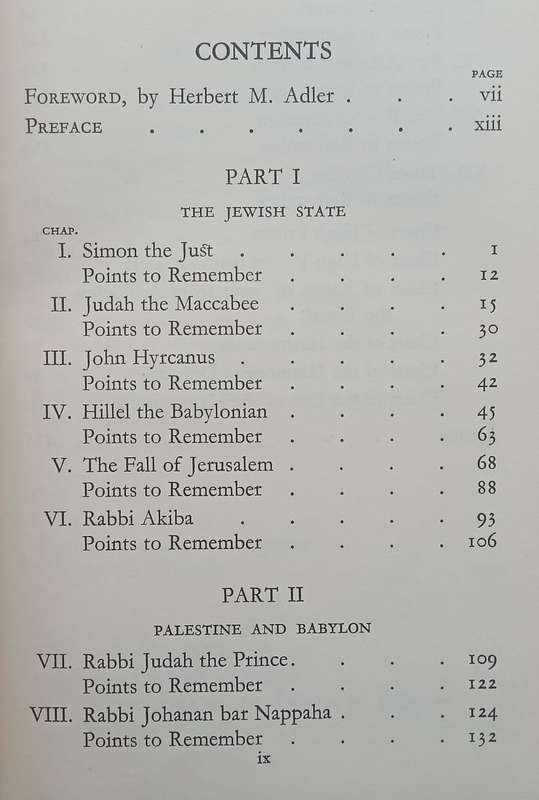 CONTENTS
PAGE
FOREWORD, by Herbert M. Adler . . . vii
PREFACE . . . . . . . xiii
PART I
THE JEWISH STATE
CHAP.
I. Simon the Just . . . . . 1
Points to Remember . . . . 12
II. Judah the Maccabee . . . . 15
Points to Remember . . . . 30
III. John Hyrcanus . . . . . 32
Points to Remember . . . . 42
IV. Hillel the Babylonian . . . . 45
Points to Remember . . . . 63
V. The Fall of Jerusalem . . . . 68
Points to Remember . . . . 88
VI. Rabbi Akiba . . . . . 93
Points to Remember . . . . 106
PART II
PALESTINE AND BABYLON
VII. Rabbi Judah the Prince . . . . 109
Points to Remember . . . . 122
VIII. Rabbi Johanan bar Nappaha . . . 124
Points to Remember . . . . 132
ix